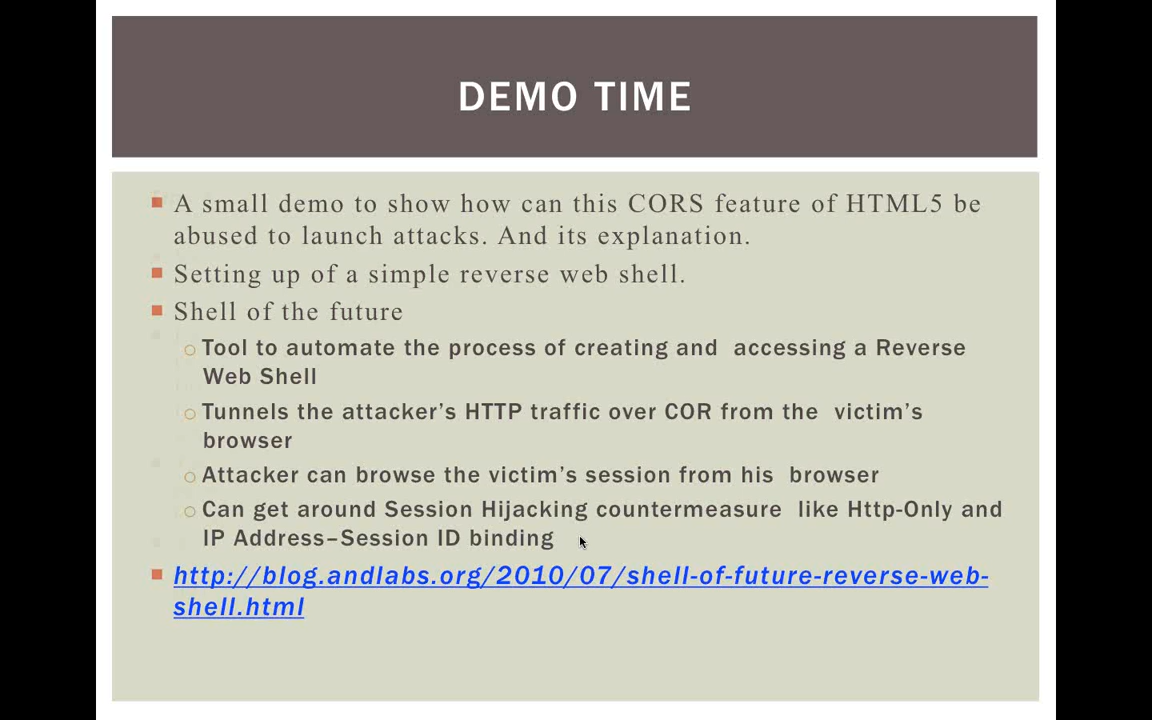 DEMO TIME
A small demo to show how can this CORS feature of HTML5 be
abused to launch attacks. And its explanation.
Setting up of a simple reverse web shell.
Shell of the future
Tool to automate the process of creating and accessing a Reverse
Web Shell
Tunnels the attacker's HTTP traffic over COR from the victim's
browser
Attacker can browse the victim's session from his browser
Can get around Session Hijacking countermeasure like Http-Only and
IP Address–Session ID binding
http://blog.andlabs.org/2010/07/shell-of-future-reverse-web-
shell.html